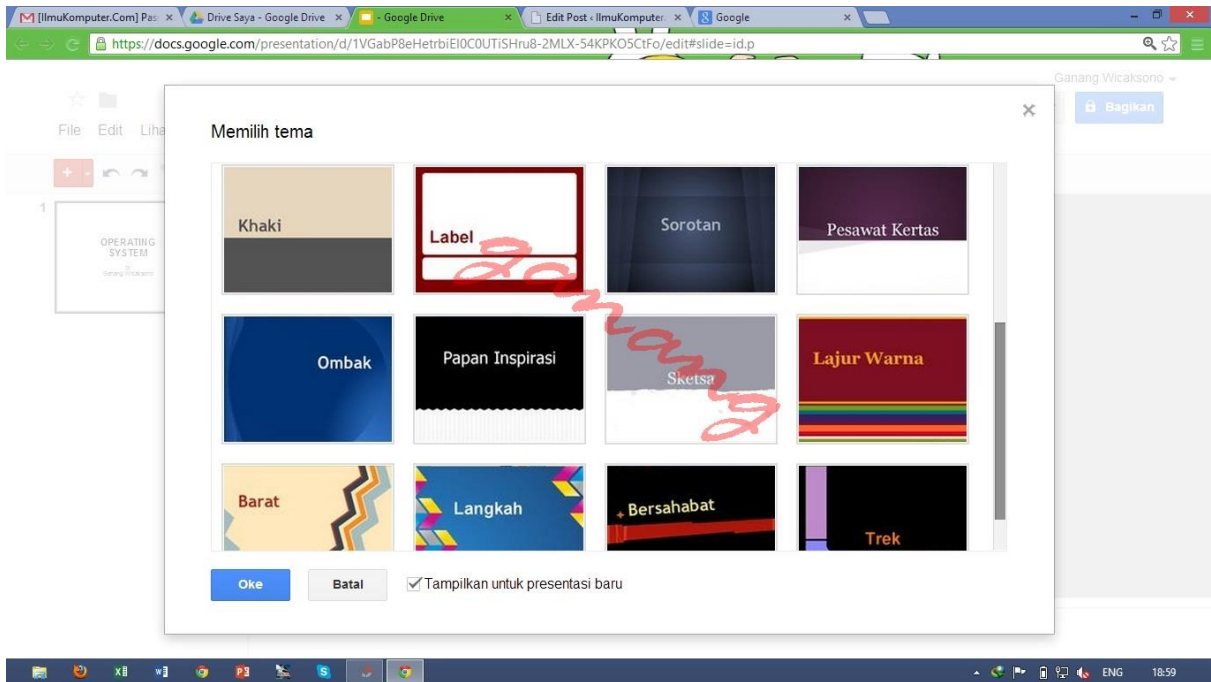 [IlmuKomputer.Com] Pas
Drive Saya - Google Drive
- Google Drive
Edit Post ‹ IlmuKomputer.
Google
https://docs.google.com/presentation/d/1VGabP8eHetrbiEI0C0UTiSHru8-2MLX-54KPKO5CtFo/edit#slide=id.p
Ganang Wicaksono
Bagikan
File Edit Liha
Memilih tema
1
OPERATING
SYSTEM
Ganang Wicaksono
Khaki
Label
Sorotan
Pesawat Kertas
Ombak
Papan Inspirasi
Sketsa
Lajur Warna
Barat
Langkah
Bersahabat
Trek
Ganang
Oke
Batal
Tampilkan untuk presentasi baru
ENG
18:59